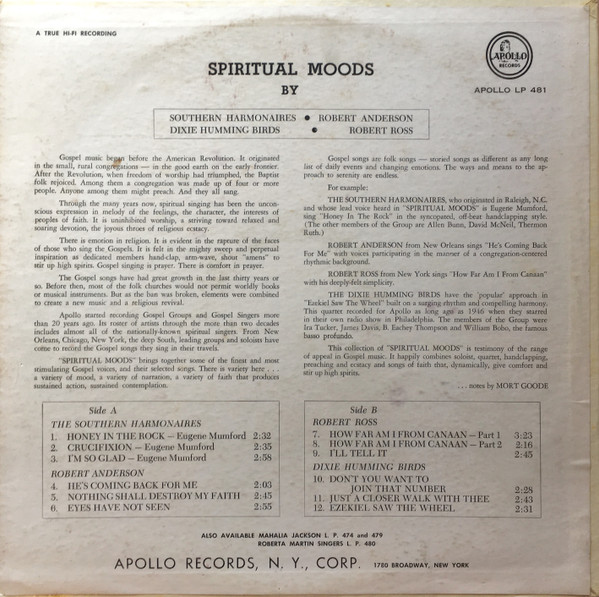 A TRUE HI-FI RECORDING
APOLLO
RECORDS
APOLLO LP 481
SPIRITUAL MOODS
BY
SOUTHERN HARMONAIRES ● ROBERT ANDERSON
DIXIE HUMMING BIRDS ● ROBERT ROSS
Gospel music began before the American Revolution. It originated
in the small, rural congregations — in the good earth on the early frontier.
After the Revolution, when freedom of worship had triumphed, the Baptist
folk rejoiced. Among them a congregation was made up of four or more
people. Anyone among them might preach. And they all sang.
Through the many years now, spiritual singing has been the uncon-
scious expression in melody of the feelings, the character, the interests of
peoples of faith. It is uninhibited worship, a striving toward relaxed and
soaring devotion, the joyous throes of religious ecstacy.
There is emotion in religion. It is evident in the rapture of the faces
of those who sing the Gospels. It is felt in the mighty sweep and perpetual
inspiration as dedicated members hand-clap, arm-wave, shout "amens" to
stir up high spirits. Gospel singing is prayer. There is comfort in prayer.
The Gospel songs have had great growth in the last thirty years or
so. Before then, most of the folk churches would not permit worldly books
or musical instruments. But as the ban was broken, elements were combined
to create a new music and a religious revival.
Apollo started recording Gospel Groups and Gospel Singers more
than 20 years ago. Its roster of artists through the more than two decades
includes almost all of the nationally-known spiritual singers. From New
Orleans, Chicago, New York, the deep South, leading groups and soloists have
come to record the Gospel songs they sing in their travels.
"SPIRITUAL MOODS" brings together some of the finest and most
stimulating Gospel voices, and their selected songs. There is variety here . . .
a variety of mood, a variety of narration, a variety of faith that produces
sustained action, sustained contemplation.
Gospel songs are folk songs — storied songs as different as any long
list of daily events and changing emotions. The ways and means to the ap-
proach to serenity are endless.
For example:
THE SOUTHERN HARMONAIRES, who originated in Raleigh, N.C.
and whose lead voice heard in "SPIRITUAL MOODS" is Eugene Mumford,
sing "Honey In The Rock" in the syncopated, off-beat handclapping style.
(The other members of the Group are Allen Bunn, David McNeil, Thermon
Ruth.)
ROBERT ANDERSON from New Orleans sings "He's Coming Back
For Me" with voices participating in the manner of a congregation-centered
rhythmic background.
ROBERT ROSS from New York sings "How Far Am I From Canaan"
with his deeply-felt simplicity.
THE DIXIE HUMMING BIRDS have the 'popular' approach in
"Ezekiel Saw The Wheel" built on a surging rhythm and compelling harmony.
This quartet recorded for Apollo as long ago as 1946 when they starred
in their own radio show in Philadelphia. The members of the Group were
Ira Tucker, James Davis, B. Eachey Thompson and William Bobo, the famous
basso profundo.
This collection of "SPIRITUAL MOODS" is testimony of the range
of appeal in Gospel music. It happily combines soloist, quartet, handclapping,
preaching and ecstacy and songs of faith that, dynamically, give comfort and
stir up high spirits.
. . . notes by MORT GOODE
Side A
THE SOUTHERN HARMONAIRES
1. HONEY IN THE ROCK — Eugene Mumford 2:32
2. CRUCIFIXION — Eugene Mumford 2:35
3. I'M SO GLAD — Eugene Mumford 2:58
ROBERT ANDERSON
4. HE'S COMING BACK FOR ME 2:03
5. NOTHING SHALL DESTROY MY FAITH 2:45
6. EYES HAVE NOT SEEN 2:55
Side B
ROBERT ROSS
7. HOW FAR AM I FROM CANAAN — Part 1 3:23
8. HOW FAR AM I FROM CANAAN — Part 2 2:16
9. I'LL TELL IT 2:45
DIXIE HUMMING BIRDS
10. DON'T YOU WANT TO
JOIN THAT NUMBER 2:28
11. JUST A CLOSER WALK WITH THEE 2:43
12. EZEKIEL SAW THE WHEEL 2:31
ALSO AVAILABLE MAHALIA JACKSON L. P. 474 and 479
ROBERTA MARTIN SINGERS L. P. 480
APOLLO RECORDS, N. Y., CORP. 1780 BROADWAY, NEW YORK